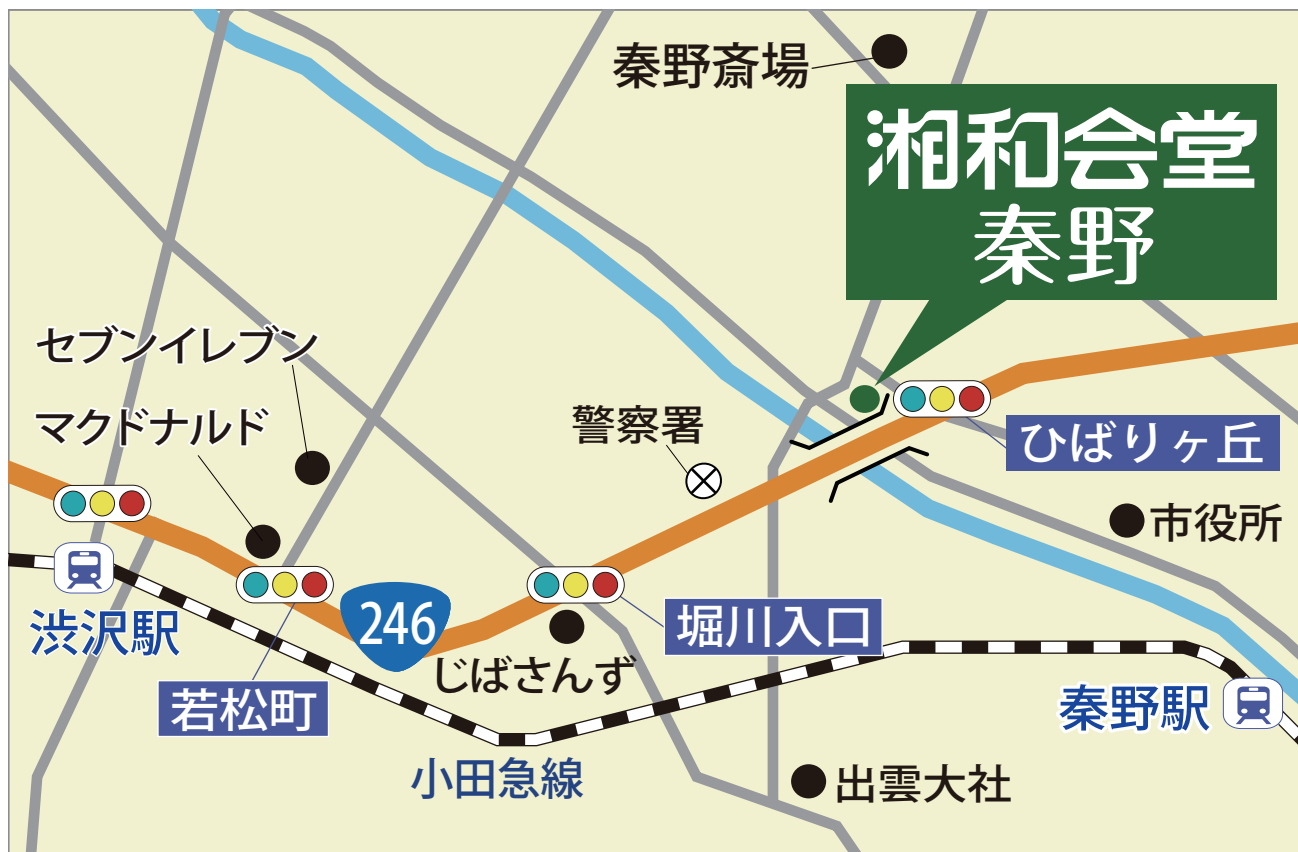 秦野斎場
湘和会堂
秦野
セブンイレブン
マクドナルド
警察署
ひばりヶ丘
市役所
渋沢駅
246
堀川入口
じばさんず
若松町
秦野駅
小田急線
出雲大社